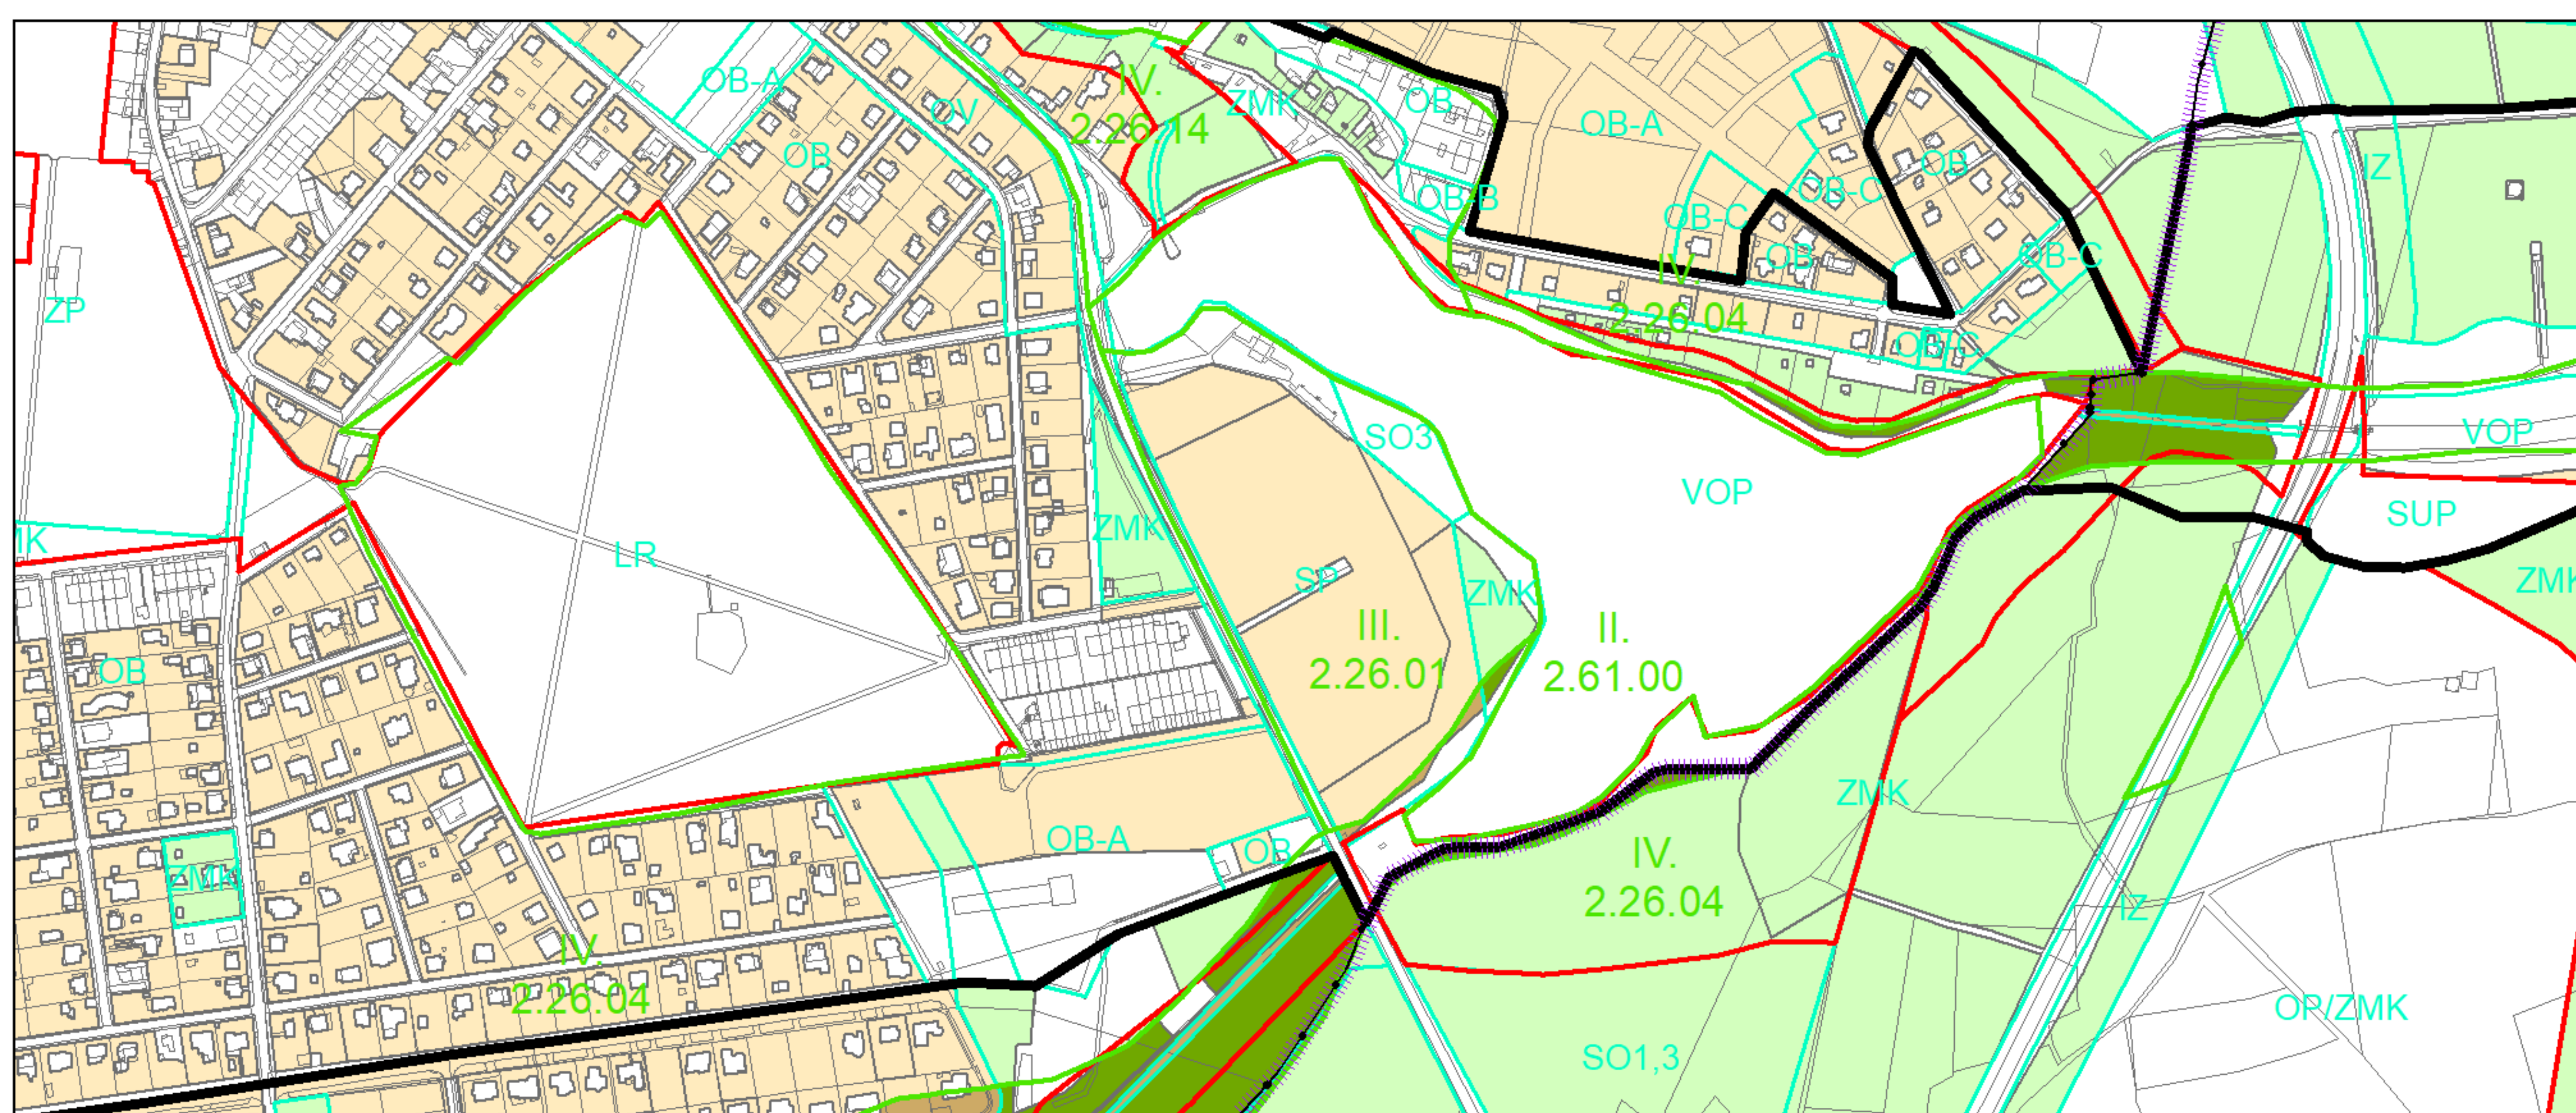 OB-A
OV
IV.
2.26.14
ZMK
OB
OB-A
OB
OB
OB-B
OB-C
OB-C
OB
OB-C
IZ
ZP
IV.
2.26.04
OB-C
SO3
VOP
VOP
LR
ZMK
SP
ZMK
SUP
ZMK
III.
2.26.01
II.
2.61.00
OB
ZMK
OB-A
OB
ZMK
IV.
2.26.04
IZ
IV.
2.26.04
SO1,3
OP/ZMK